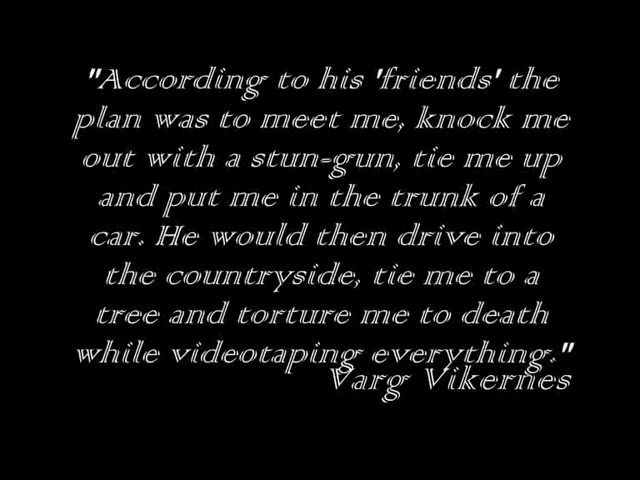 "According to his 'friends' the
plan was to meet me, knock me
out with a stun-gun, tie me up
and put me in the trunk of a
car. He would then drive into
the countryside, tie me to a
tree and torture me to death
while videotaping everything."
Varg Vikernes